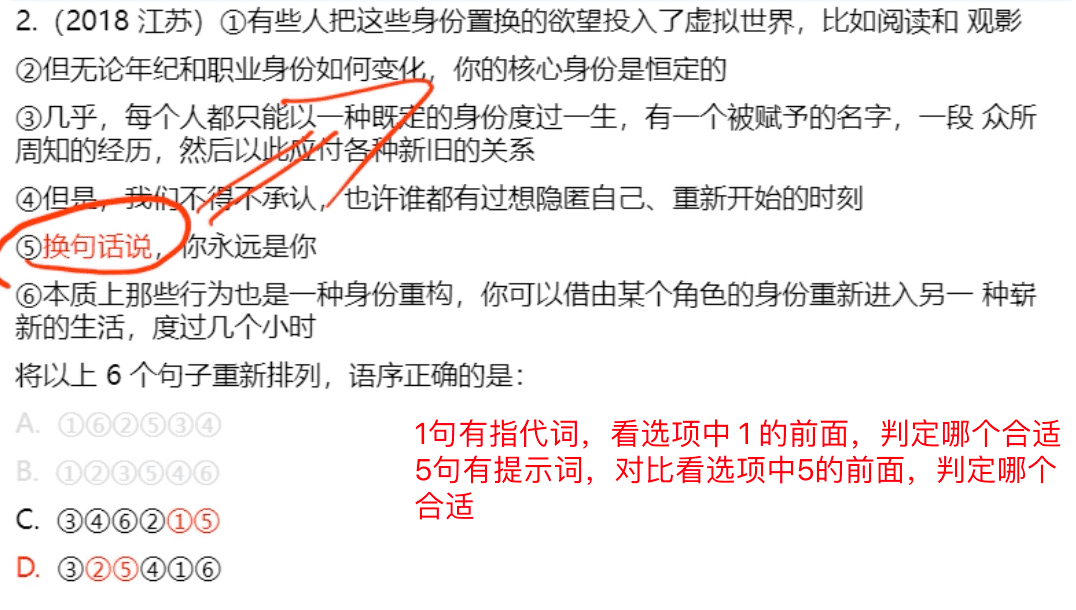 2.（2018 江苏）①有些人把这些身份置换的欲望投入了虚拟世界，比如阅读和 观影
②但无论年纪和职业身份如何变化，你的核心身份是恒定的
③几乎，每个人都只能以一种既定的身份度过一生，有一个被赋予的名字，一段 众所
周知的经历，然后以此应付各种新旧的关系
④但是，我们不得不承认，也许谁都有过想隐匿自己、重新开始的时刻
⑤换句话说，你永远是你
⑥本质上那些行为也是一种身份重构，你可以借由某个角色的身份重新进入另一 种崭
新的生活，度过几个小时
将以上 6 个句子重新排列，语序正确的是：
A. ①⑥②⑤③④
B. ①②③⑤④⑥
C. ③④⑥②①⑤
D. ③②⑤④①⑥
1句有指代词，看选项中 1 的前面，判定哪个合适
5句有提示词，对比看选项中5的前面，判定哪个
合适